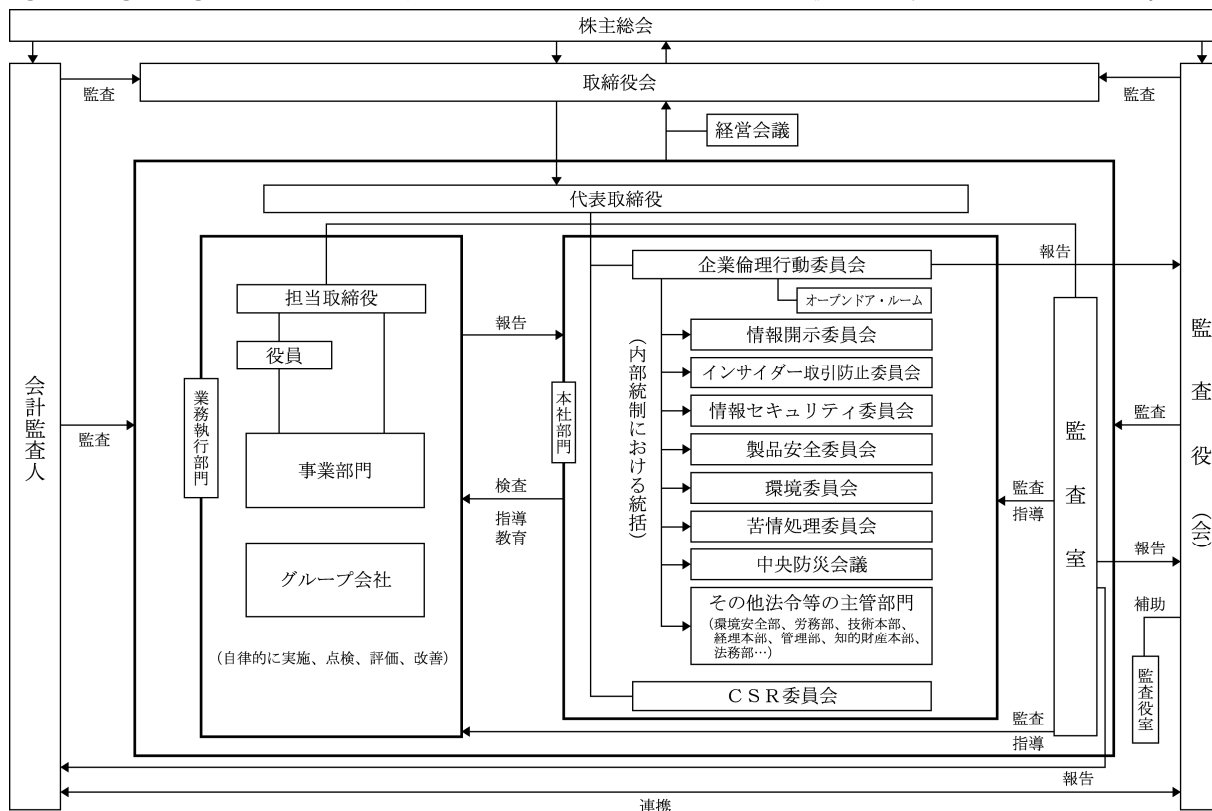 株主総会
取締役会
監査
監査
経営会議
代表取締役
企業倫理行動委員会
報告
オープンドア・ルーム
担当取締役
役員
報告
情報開示委員会
インサイダー取引防止委員会
情報セキュリティ委員会
製品安全委員会
環境委員会
苦情処理委員会
中央防災会議
その他法令等の主管部門
(環境安全部、労務部、技術本部、
経理本部、管理部、知的財産本部、
法務部…)
CSR委員会
(内部統制における統括)
本社部門
業務執行部門
事業部門
グループ会社
(自律的に実施、点検、評価、改善)
検査
指導
教育
会計監査人
監査
監査室
監査
指導
監査
報告
補助
監査役室
監査役(会)
監査
指導
報告
連携